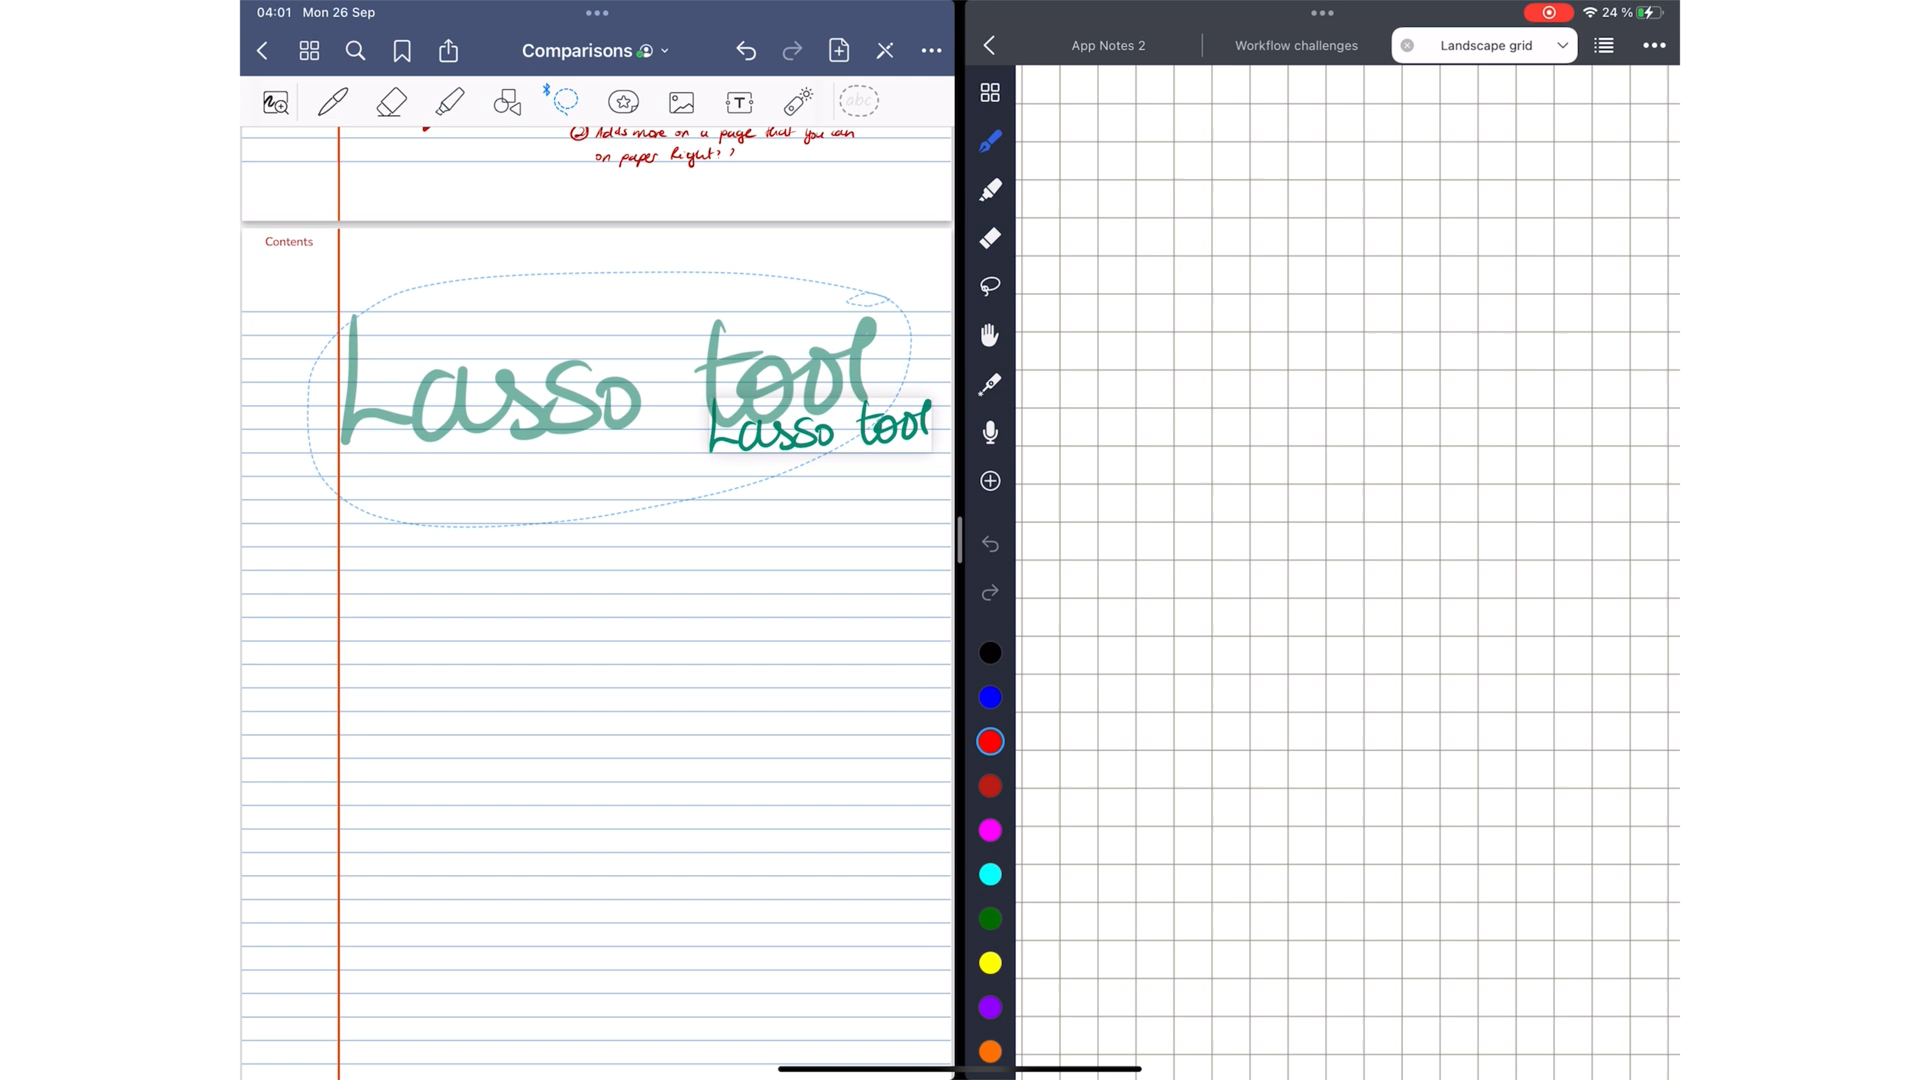 04:01 Mon 26 Sep
24 %
Comparisons
App Notes 2
Workflow challenges
Landscape grid
T
abc
② Adds more on a page that you can
on paper Right??
Contents
Lasso tool
Lasso tool